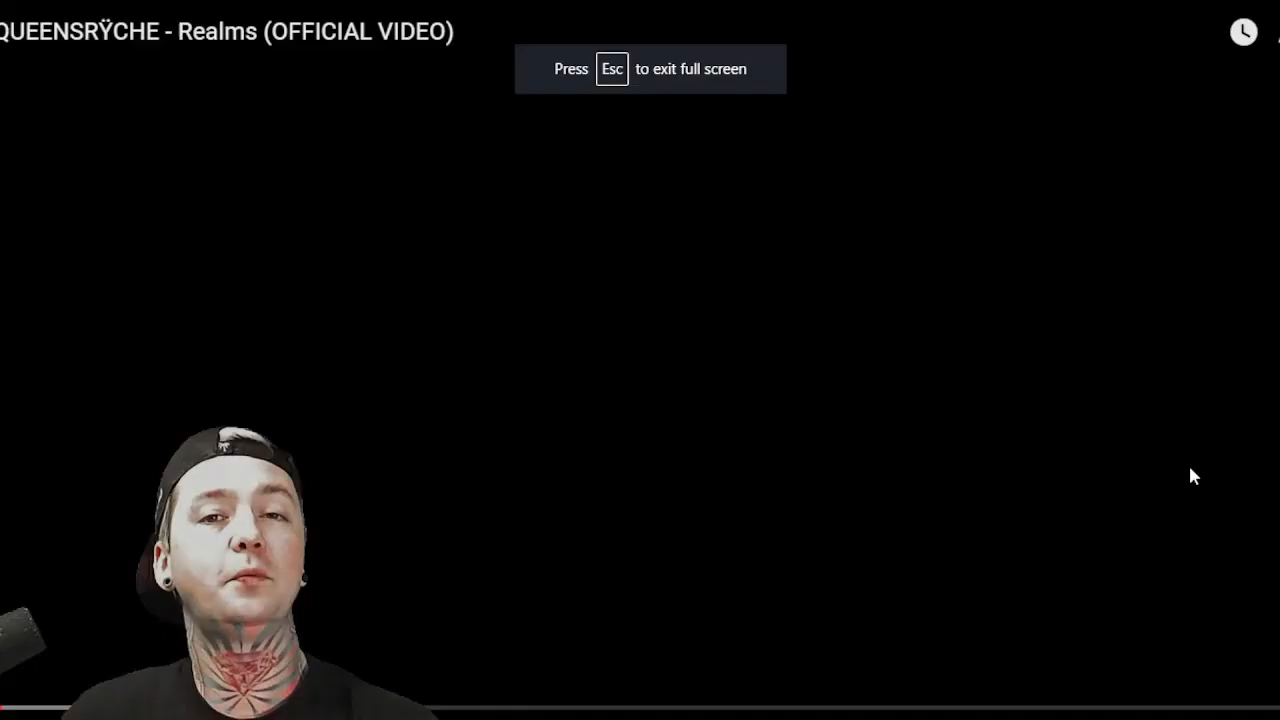 QUEENSRŸCHE - Realms (OFFICIAL VIDEO)
Press Esc to exit full screen